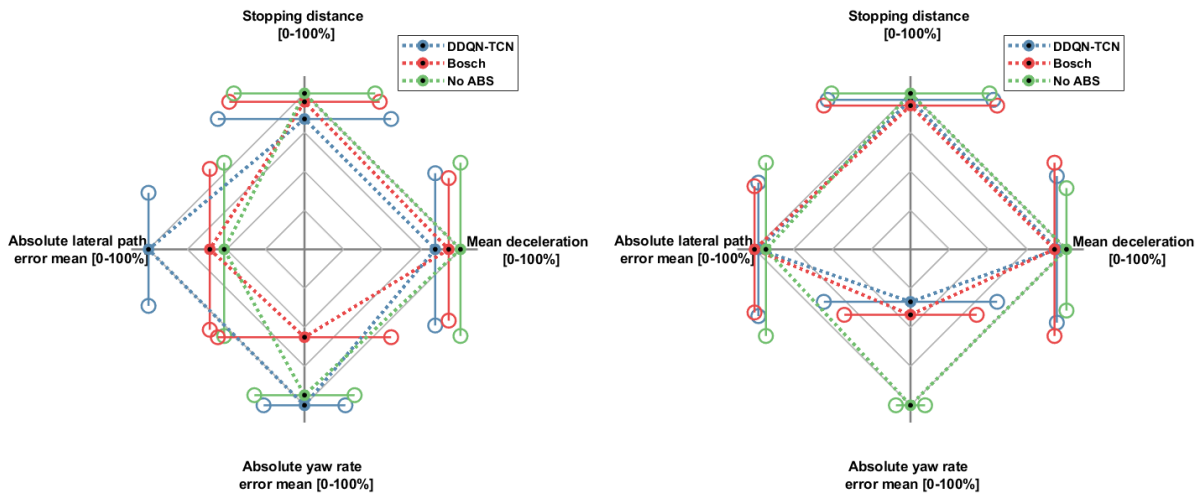 Stopping distance
[0-100%]
DDQN-TCN
Bosch
No ABS
Absolute lateral path
error mean [0-100%]
Mean deceleration
[0-100%]
Absolute yaw rate
error mean [0-100%]
Stopping distance
[0-100%]
DDQN-TCN
Bosch
No ABS
Absolute lateral path
error mean [0-100%]
Mean deceleration
[0-100%]
Absolute yaw rate
error mean [0-100%]